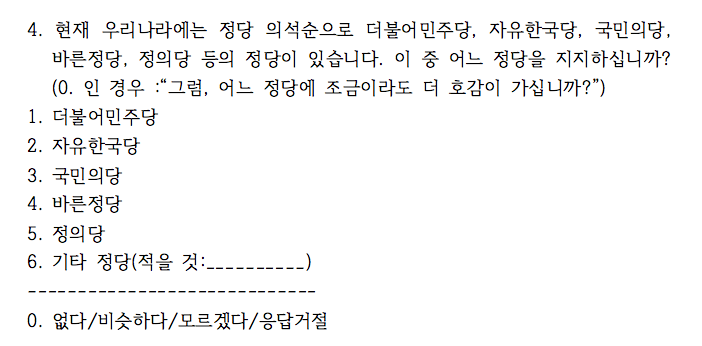 4. 현재 우리나라에는 정당 의석순으로 더불어민주당, 자유한국당, 국민의당,
바른정당, 정의당 등의 정당이 있습니다. 이 중 어느 정당을 지지하십니까?
(0. 인 경우 :“그럼, 어느 정당에 조금이라도 더 호감이 가십니까?”)
1. 더불어민주당
2. 자유한국당
3. 국민의당
4. 바른정당
5. 정의당
6. 기타 정당(적을 것:__________)
-----------------------------
0. 없다/비슷하다/모르겠다/응답거절